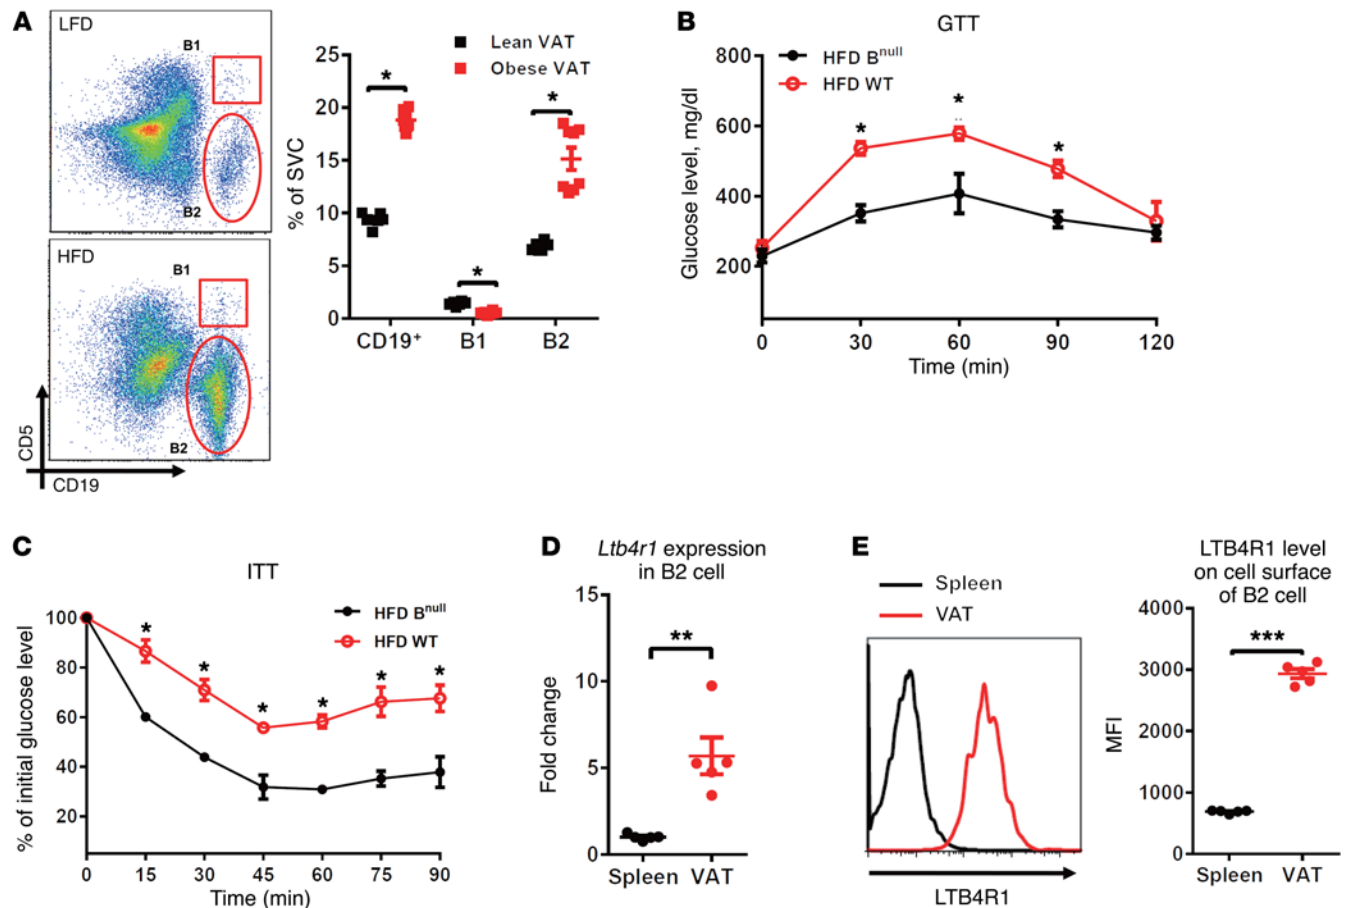 A
LFD
B1
B2
HFD
B1
B2
CD5
CD19
Lean VAT
Obese VAT
% of SVC
25
20
15
10
5
0
*
*
*
CD19⁺
B1
B2
B
GTT
HFD Bⁿᵘˡˡ
HFD WT
Glucose level, mg/dl
800
600
400
200
*
*
*
0 30 60 90 120
Time (min)
C
ITT
HFD Bⁿᵘˡˡ
HFD WT
% of initial glucose level
100
80
60
40
20
*
*
*
*
*
*
0 15 30 45 60 75 90
Time (min)
D
Ltb4r1 expression
in B2 cell
Fold change
15
10
5
0
**
Spleen VAT
E
Spleen
VAT
LTB4R1
LTB4R1 level
on cell surface
of B2 cell
MFI
4000
3000
2000
1000
0
***
Spleen VAT